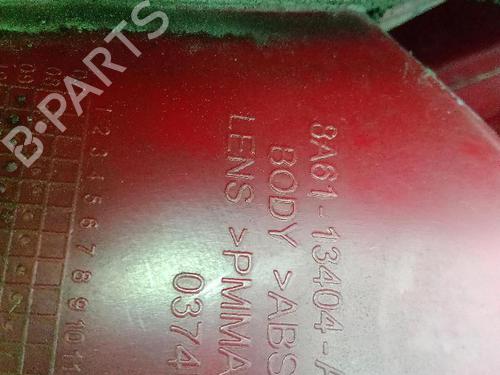 B-PARTS
8A61-13404-A
BODY >ABS
LENS >PMMA
0374
1 2 3 4 5 6 7 8 9 10 11